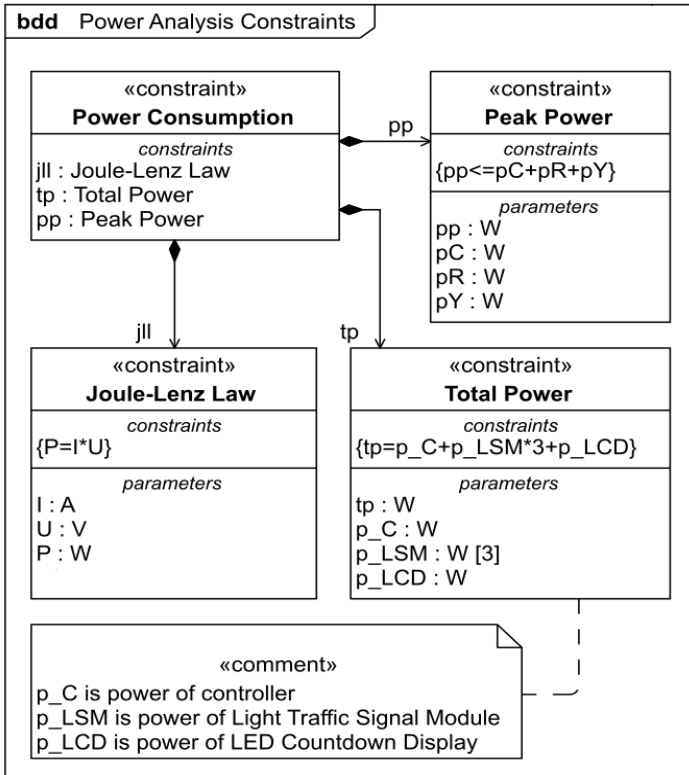 bdd Power Analysis Constraints
«constraint»
Power Consumption
constraints
jll : Joule-Lenz Law
tp : Total Power
pp : Peak Power
pp
«constraint»
Peak Power
constraints
{pp<=pC+pR+pY}
parameters
pp : W
pC : W
pR : W
pY : W
jll
tp
«constraint»
Joule-Lenz Law
constraints
{P=I*U}
parameters
I : A
U : V
P : W
«constraint»
Total Power
constraints
{tp=p_C+p_LSM*3+p_LCD}
parameters
tp : W
p_C : W
p_LSM : W [3]
p_LCD : W
«comment»
p_C is power of controller
p_LSM is power of Light Traffic Signal Module
p_LCD is power of LED Countdown Display